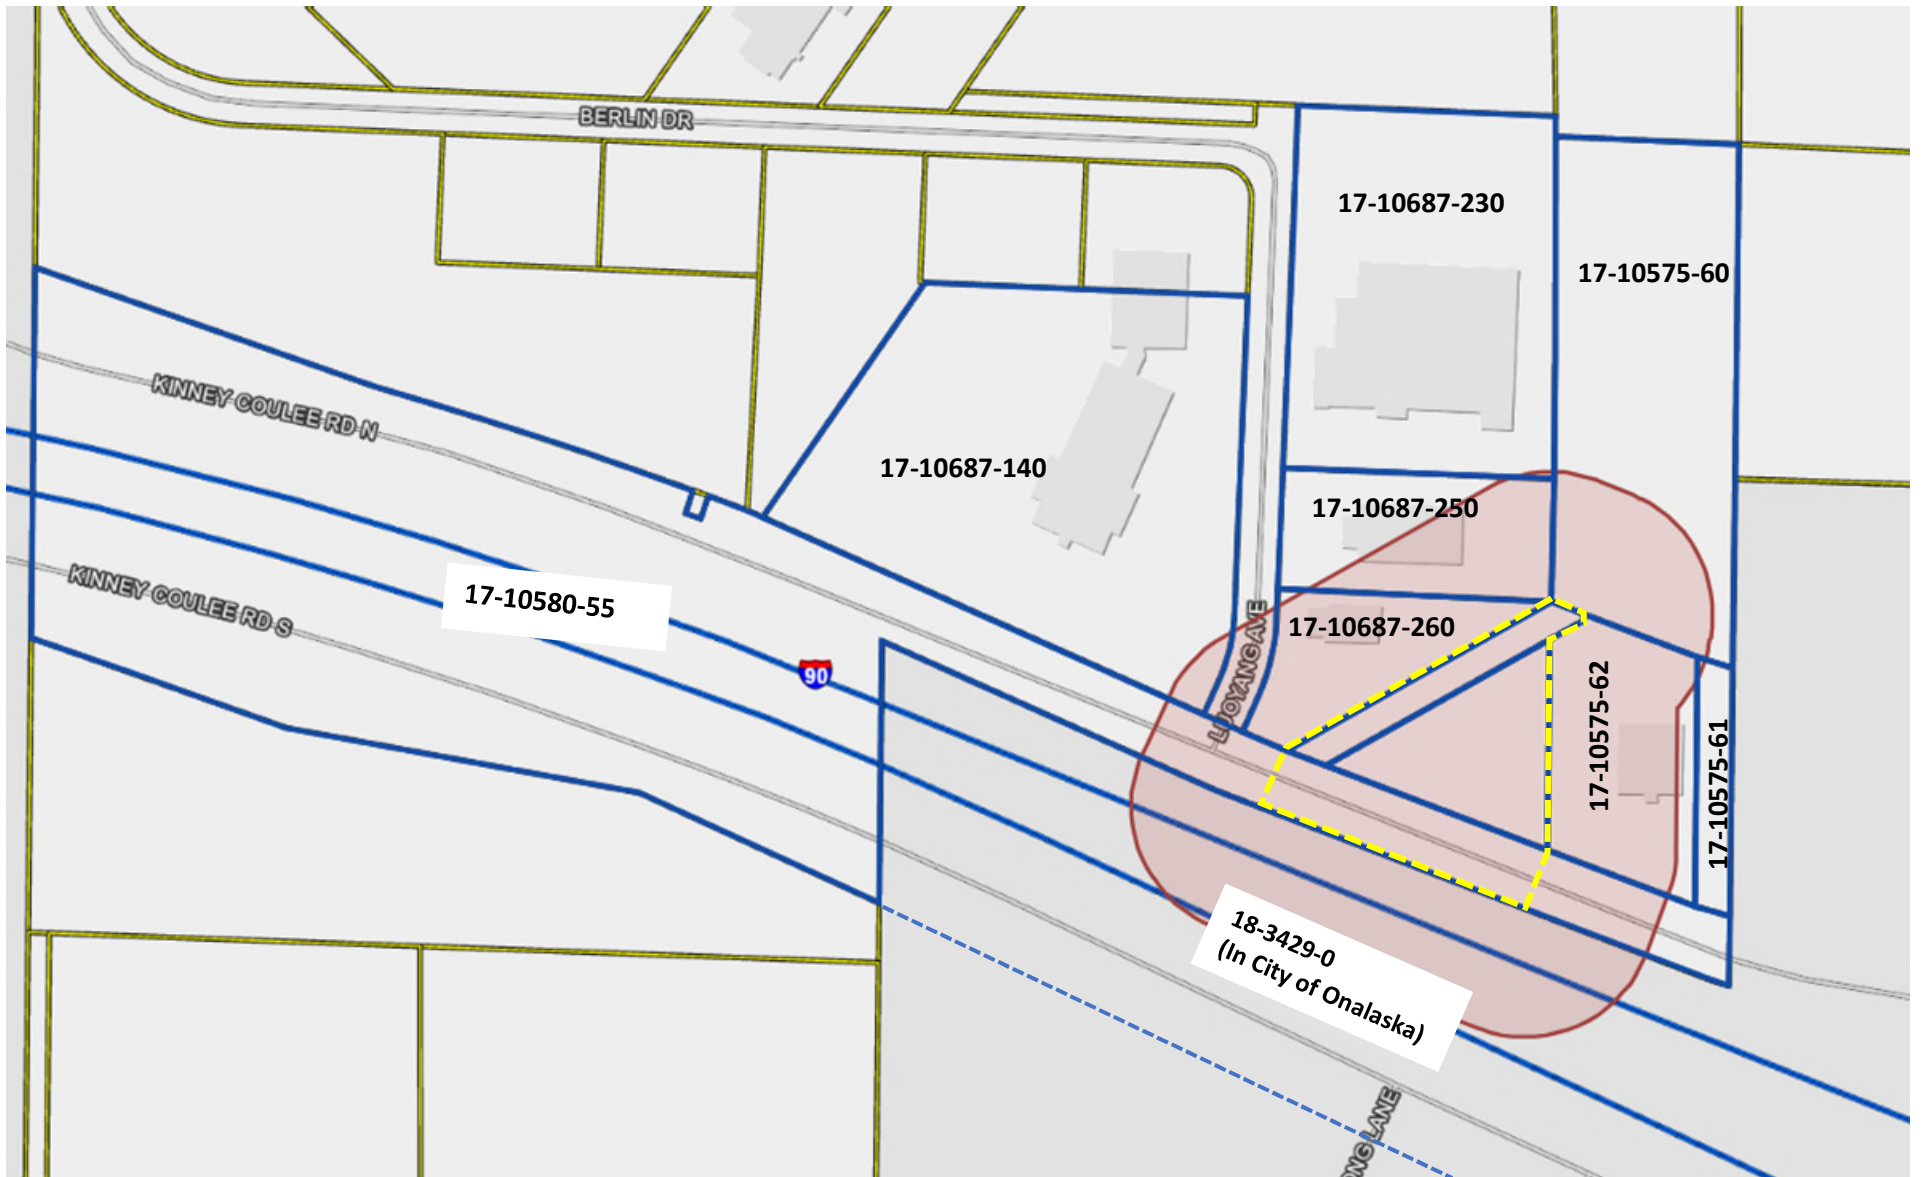 BERLIN DR
17-10687-230
17-10575-60
KINNEY COULEE RD N
17-10687-140
17-10687-250
KINNEY COULEE RD S
17-10580-55
17-10687-260
LUOYANG AVE
90
17-10575-62
17-10575-61
18-3429-0
(In City of Onalaska)
LANE